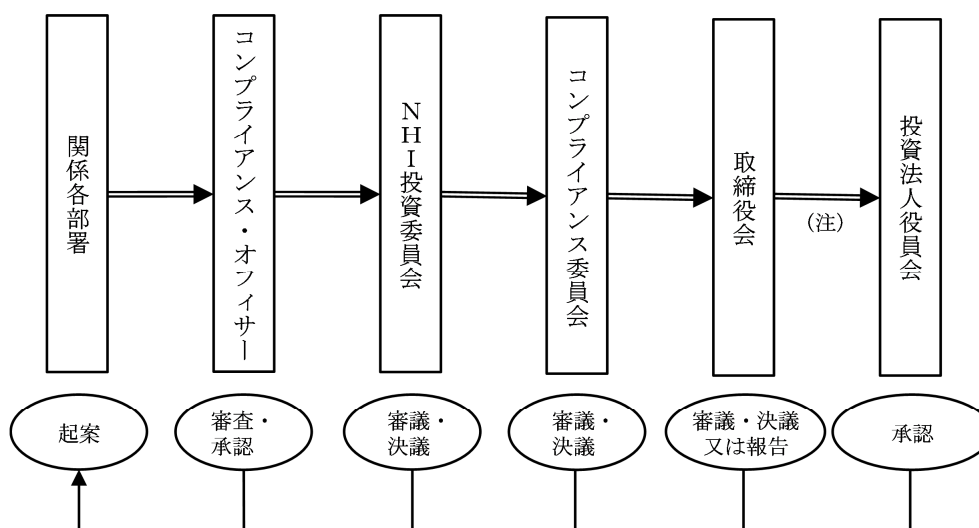 関係各部署
コンプライアンス・オフィサー
NHI投資委員会
コンプライアンス委員会
取締役会
(注)
投資法人役員会
起案
審査・
承認
審議・
決議
審議・
決議
審議・決議
又は報告
承認